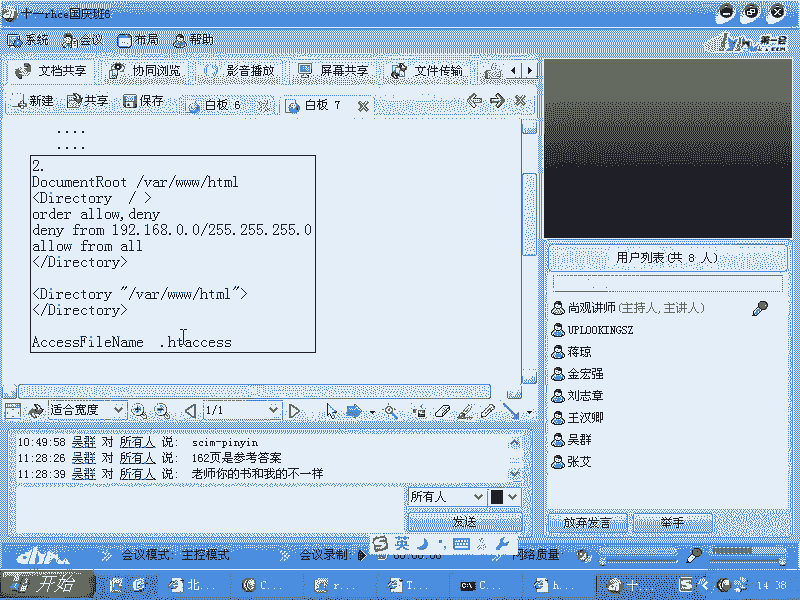 十一rhce国庆班6
系统 会议 布局 帮助
文档共享 协同浏览 影音播放 屏幕共享 文件传输
新建 共享 保存 白板 6 白板 7
....
....
2.
DocumentRoot /var/www/html
<Directory / >
order allow,deny
deny from 192.168.0.0/255.255.255.0
allow from all
</Directory>
<Directory "/var/www/html">
</Directory>
AccessFileName .htaccess
适合宽度 1/1
10:49:58 吴群 对 所有人 说: scim-pinyin
11:28:26 吴群 对 所有人 说: 162页是参考答案
11:28:39 吴群 对 所有人 说: 老师你的书和我的不一样
所有人
发送
用户列表(共 8 人)
尚观讲师(主持人,主讲人)
UPLOOKINGSZ
蒋琼
金宏强
刘志章
王汉卿
吴群
张艾
放弃发言 举手
会议模式: 主控模式 会议录制: 00:00:00 网络质量
英
开始 北... C... r... T... C... h... 十 14:38